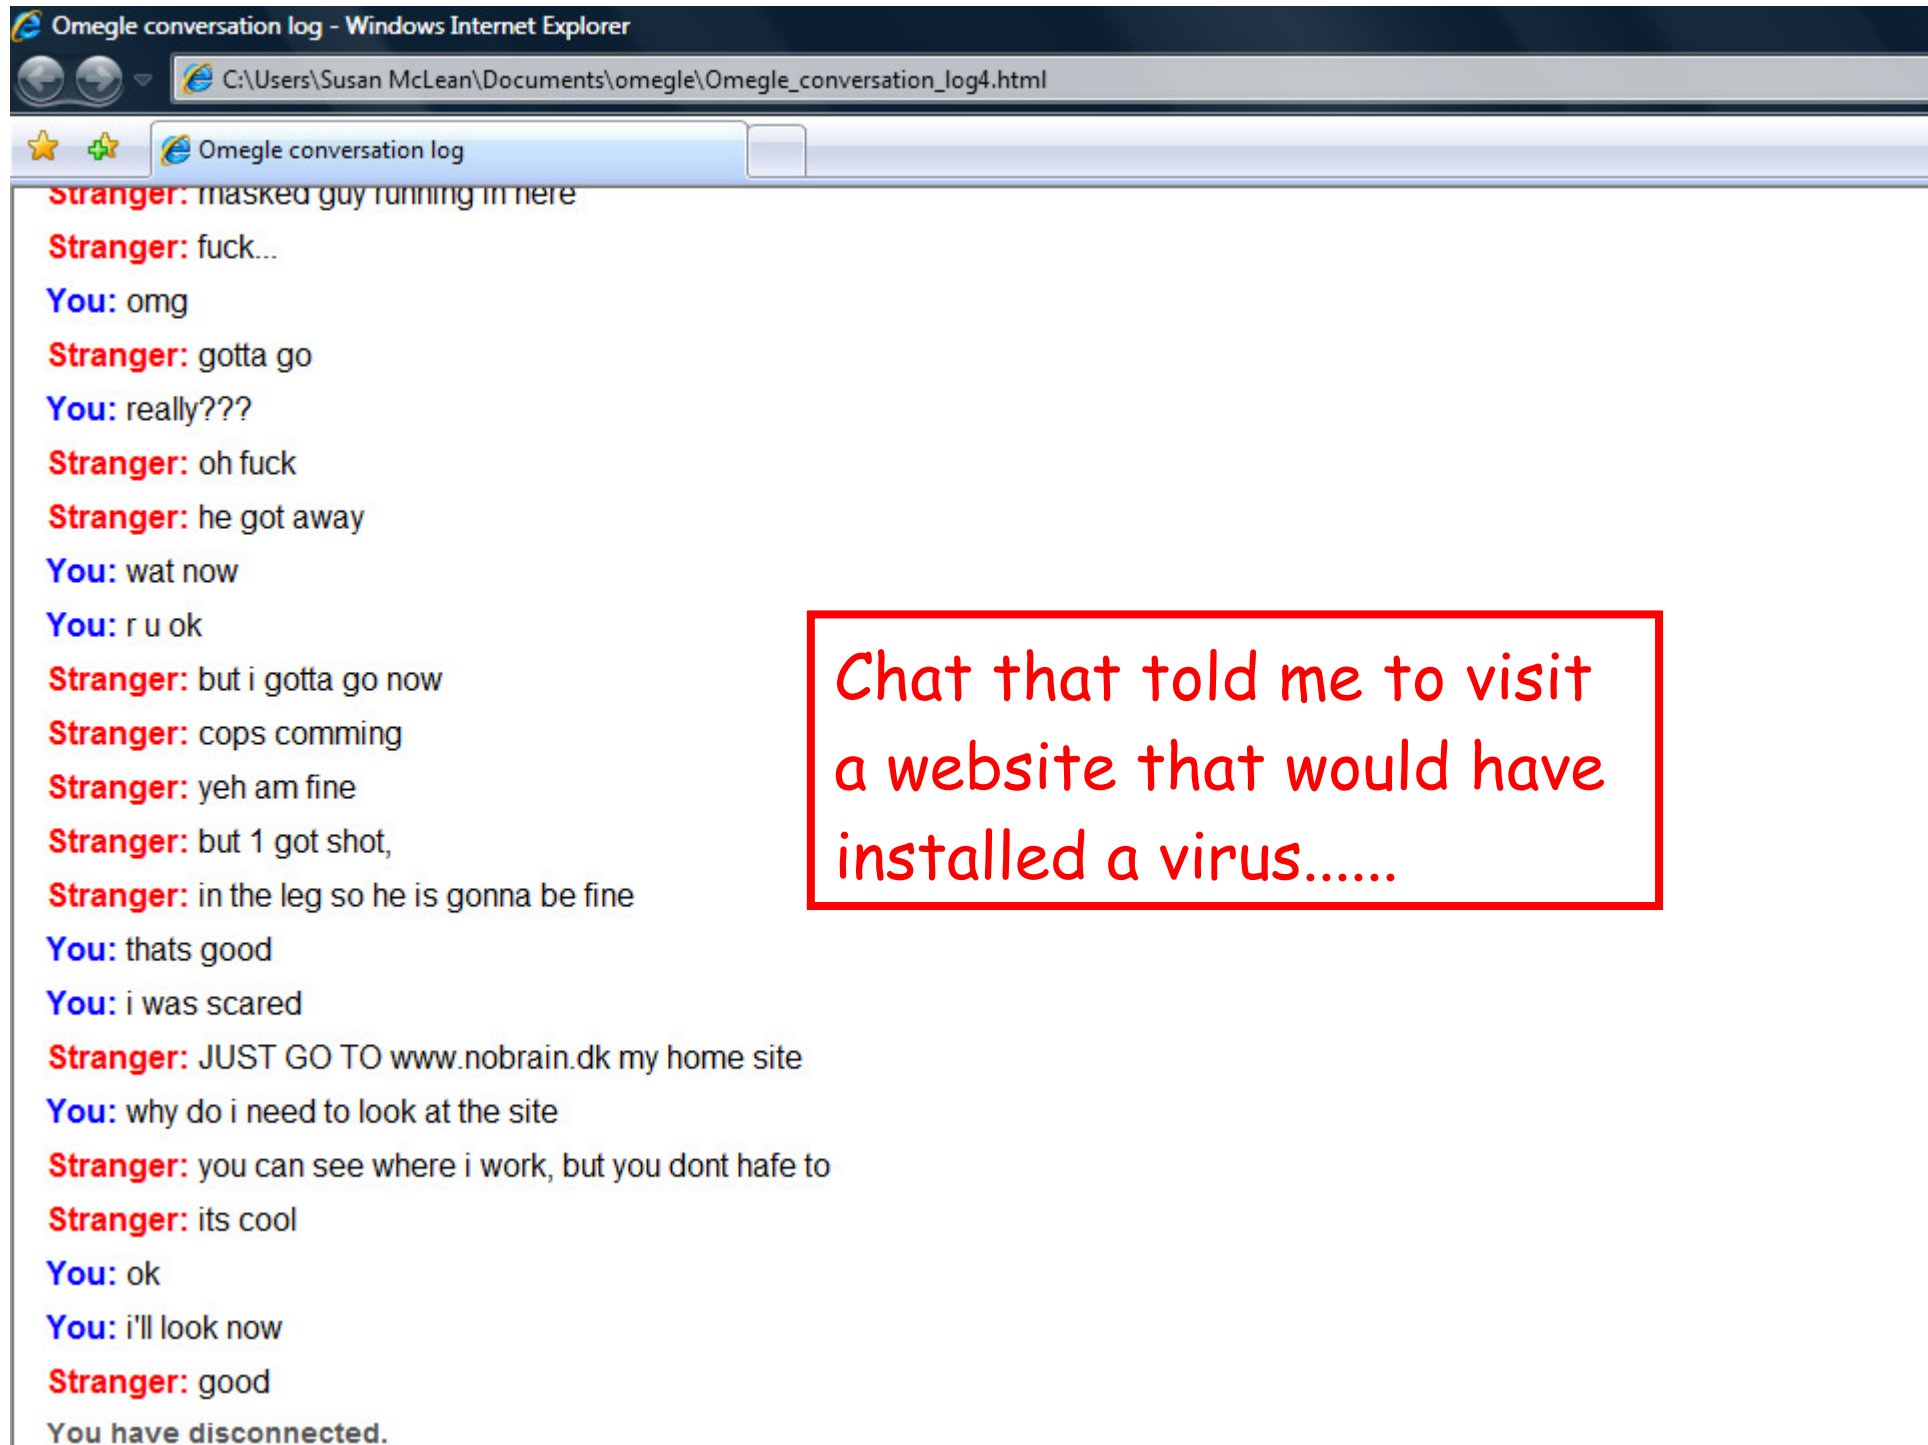 Omegle conversation log - Windows Internet Explorer
C:\Users\Susan McLean\Documents\omegle\Omegle_conversation_log4.html
Omegle conversation log
Stranger: masked guy running in here
Stranger: fuck...
You: omg
Stranger: gotta go
You: really???
Stranger: oh fuck
Stranger: he got away
You: wat now
You: r u ok
Stranger: but i gotta go now
Stranger: cops comming
Stranger: yeh am fine
Stranger: but 1 got shot,
Stranger: in the leg so he is gonna be fine
You: thats good
You: i was scared
Stranger: JUST GO TO www.nobrain.dk my home site
You: why do i need to look at the site
Stranger: you can see where i work, but you dont hafe to
Stranger: its cool
You: ok
You: i'll look now
Stranger: good
You have disconnected.
Chat that told me to visit
a website that would have
installed a virus......